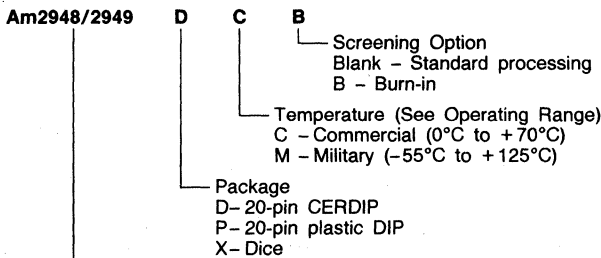 Am2948/2949 D C B
Screening Option
Blank – Standard processing
B – Burn-in
Temperature (See Operating Range)
C – Commercial (0°C to +70°C)
M – Military (–55°C to +125°C)
Package
D– 20-pin CERDIP
P– 20-pin plastic DIP
X– Dice